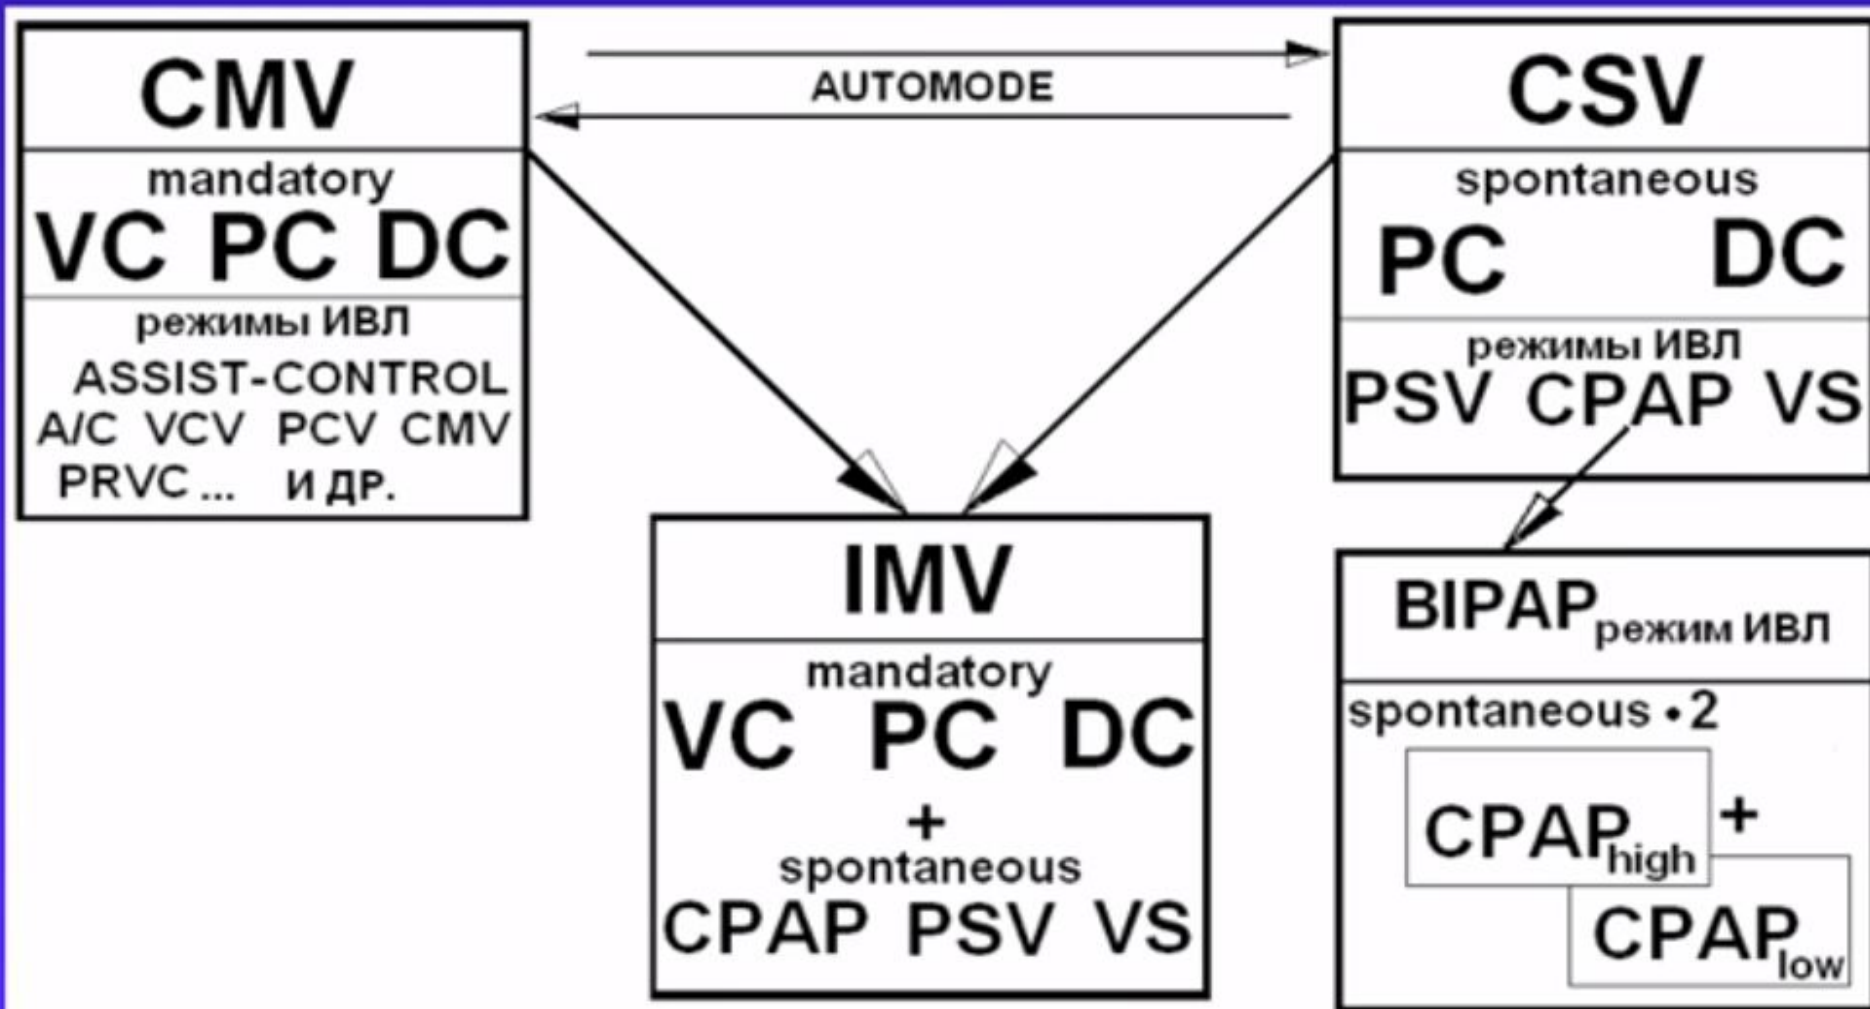 CMV
mandatory
VC PC DC
режимы ИВЛ
ASSIST-CONTROL
A/C VCV PCV CMV
PRVC ... И ДР.
AUTOMODE
CSV
spontaneous
PC DC
режимы ИВЛ
PSV CPAP VS
IMV
mandatory
VC PC DC
+
spontaneous
CPAP PSV VS
BIPAP режим ИВЛ
spontaneous • 2
CPAP high +
CPAP low